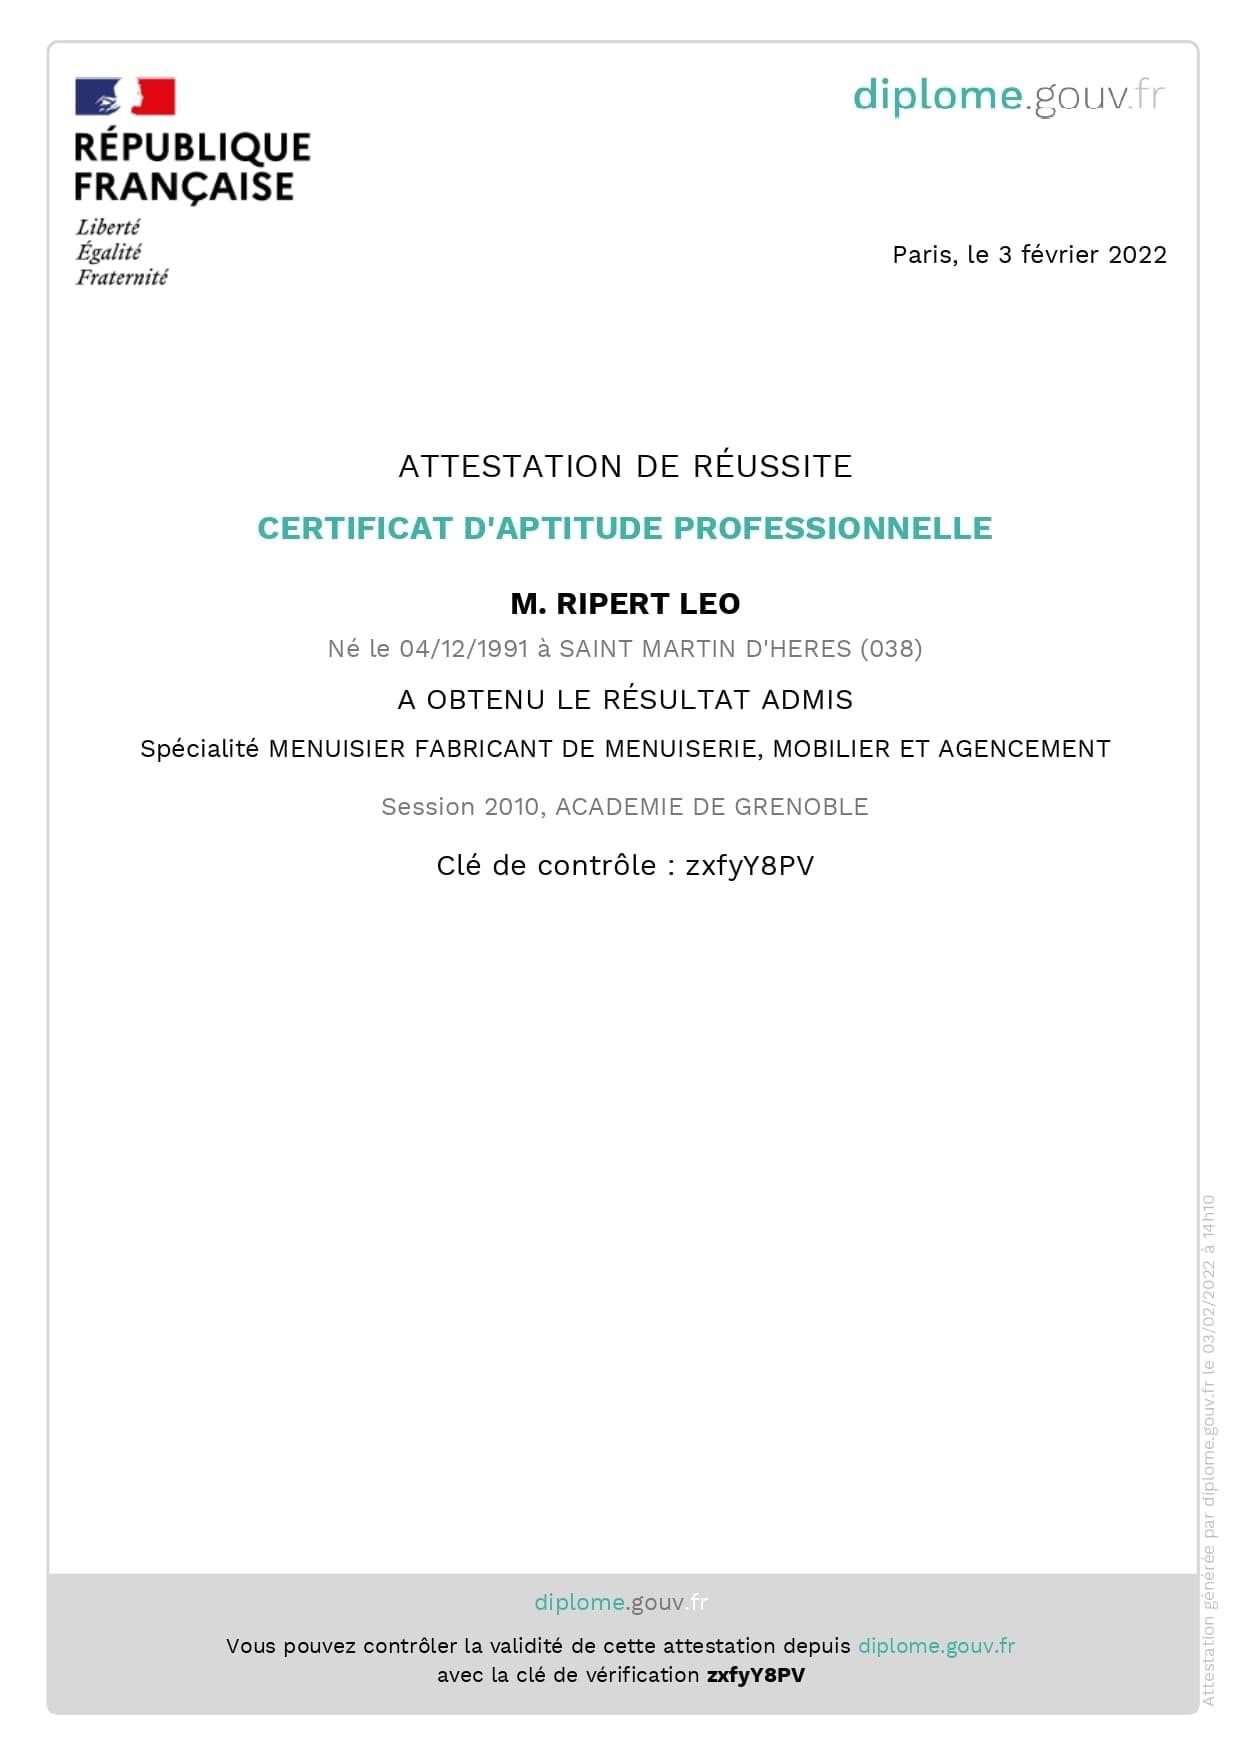 RÉPUBLIQUE
FRANÇAISE
Liberté
Égalité
Fraternité
diplome.gouv.fr
Paris, le 3 février 2022
ATTESTATION DE RÉUSSITE
CERTIFICAT D'APTITUDE PROFESSIONNELLE
M. RIPERT LEO
Né le 04/12/1991 à SAINT MARTIN D'HERES (038)
A OBTENU LE RÉSULTAT ADMIS
Spécialité MENUISIER FABRICANT DE MENUISERIE, MOBILIER ET AGENCEMENT
Session 2010, ACADEMIE DE GRENOBLE
Clé de contrôle : zxfyY8PV
Attestation générée par diplome.gouv.fr le 03/02/2022 à 14h10
diplome.gouv.fr
Vous pouvez contrôler la validité de cette attestation depuis diplome.gouv.fr
avec la clé de vérification zxfyY8PV